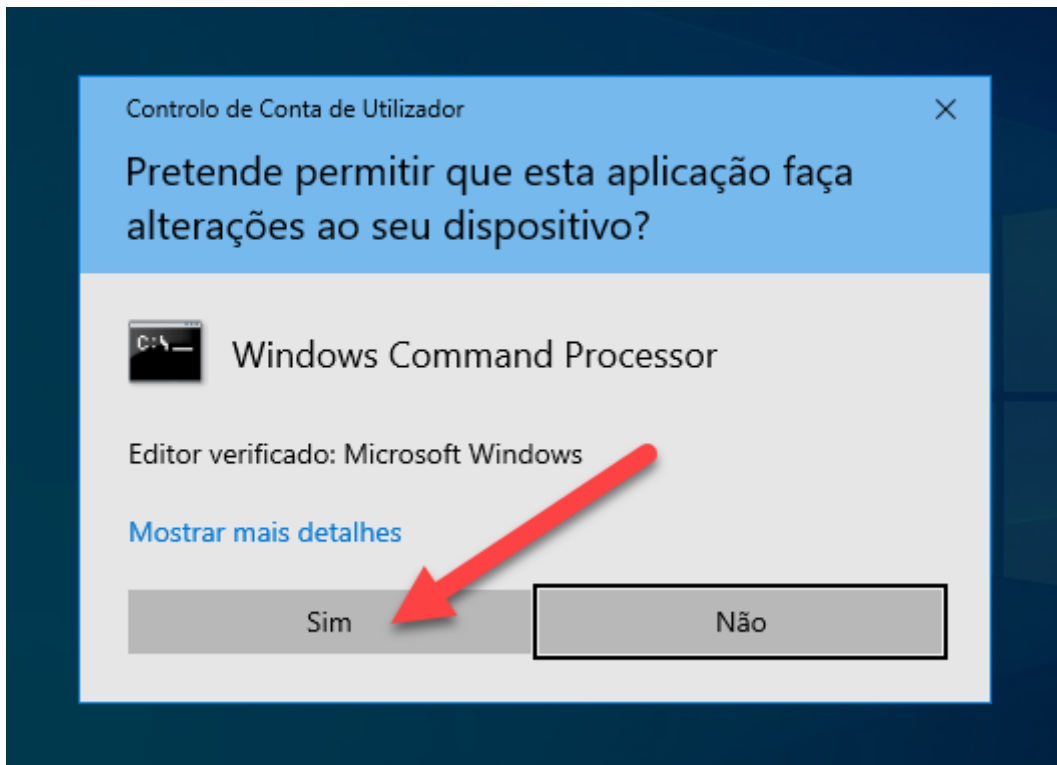 Controlo de Conta de Utilizador
Pretende permitir que esta aplicação faça
alterações ao seu dispositivo?
C:\_
Windows Command Processor
Editor verificado: Microsoft Windows
Mostrar mais detalhes
Sim
Não